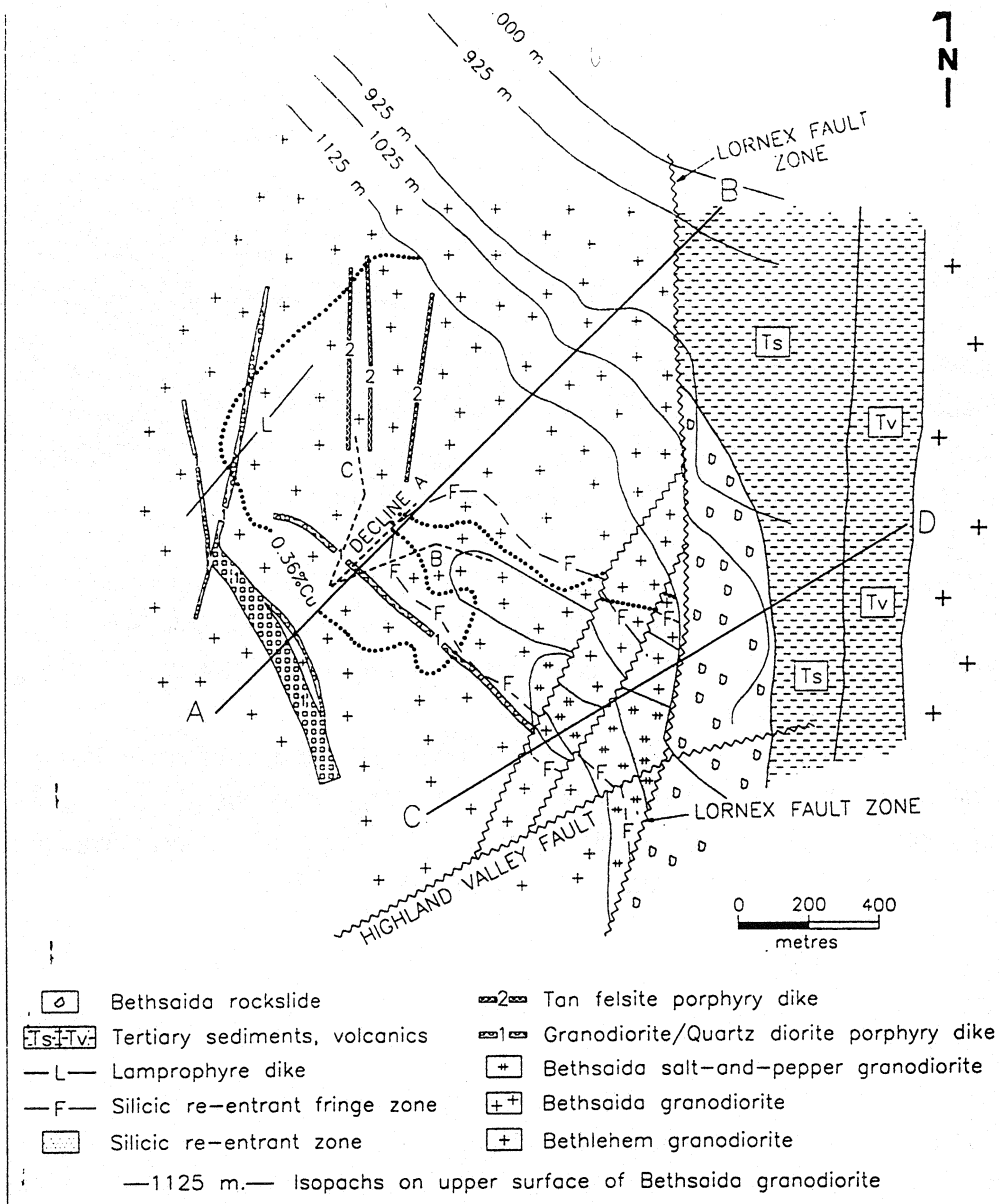 000 m
925 m
N
925 m
1025 m
1125 m
LORNEX FAULT
ZONE
B
Ts
2
2
2
L
Tv
C
DECLINE A
F
D
0.36%Cu
F
B
F
F
F
F
1
1
F
Tv
Ts
A
1
F
F
C
F
LORNEX FAULT ZONE
HIGHLAND VALLEY FAULT
0 200 400
metres
Bethsaida rockslide
2 Tan felsite porphyry dike
Ts Tv Tertiary sediments, volcanics
1 Granodiorite/Quartz diorite porphyry dike
L Lamprophyre dike
Bethsaida salt-and-pepper granodiorite
F Silicic re-entrant fringe zone
Bethsaida granodiorite
Silicic re-entrant zone
Bethlehem granodiorite
—1125 m.— Isopachs on upper surface of Bethsaida granodiorite